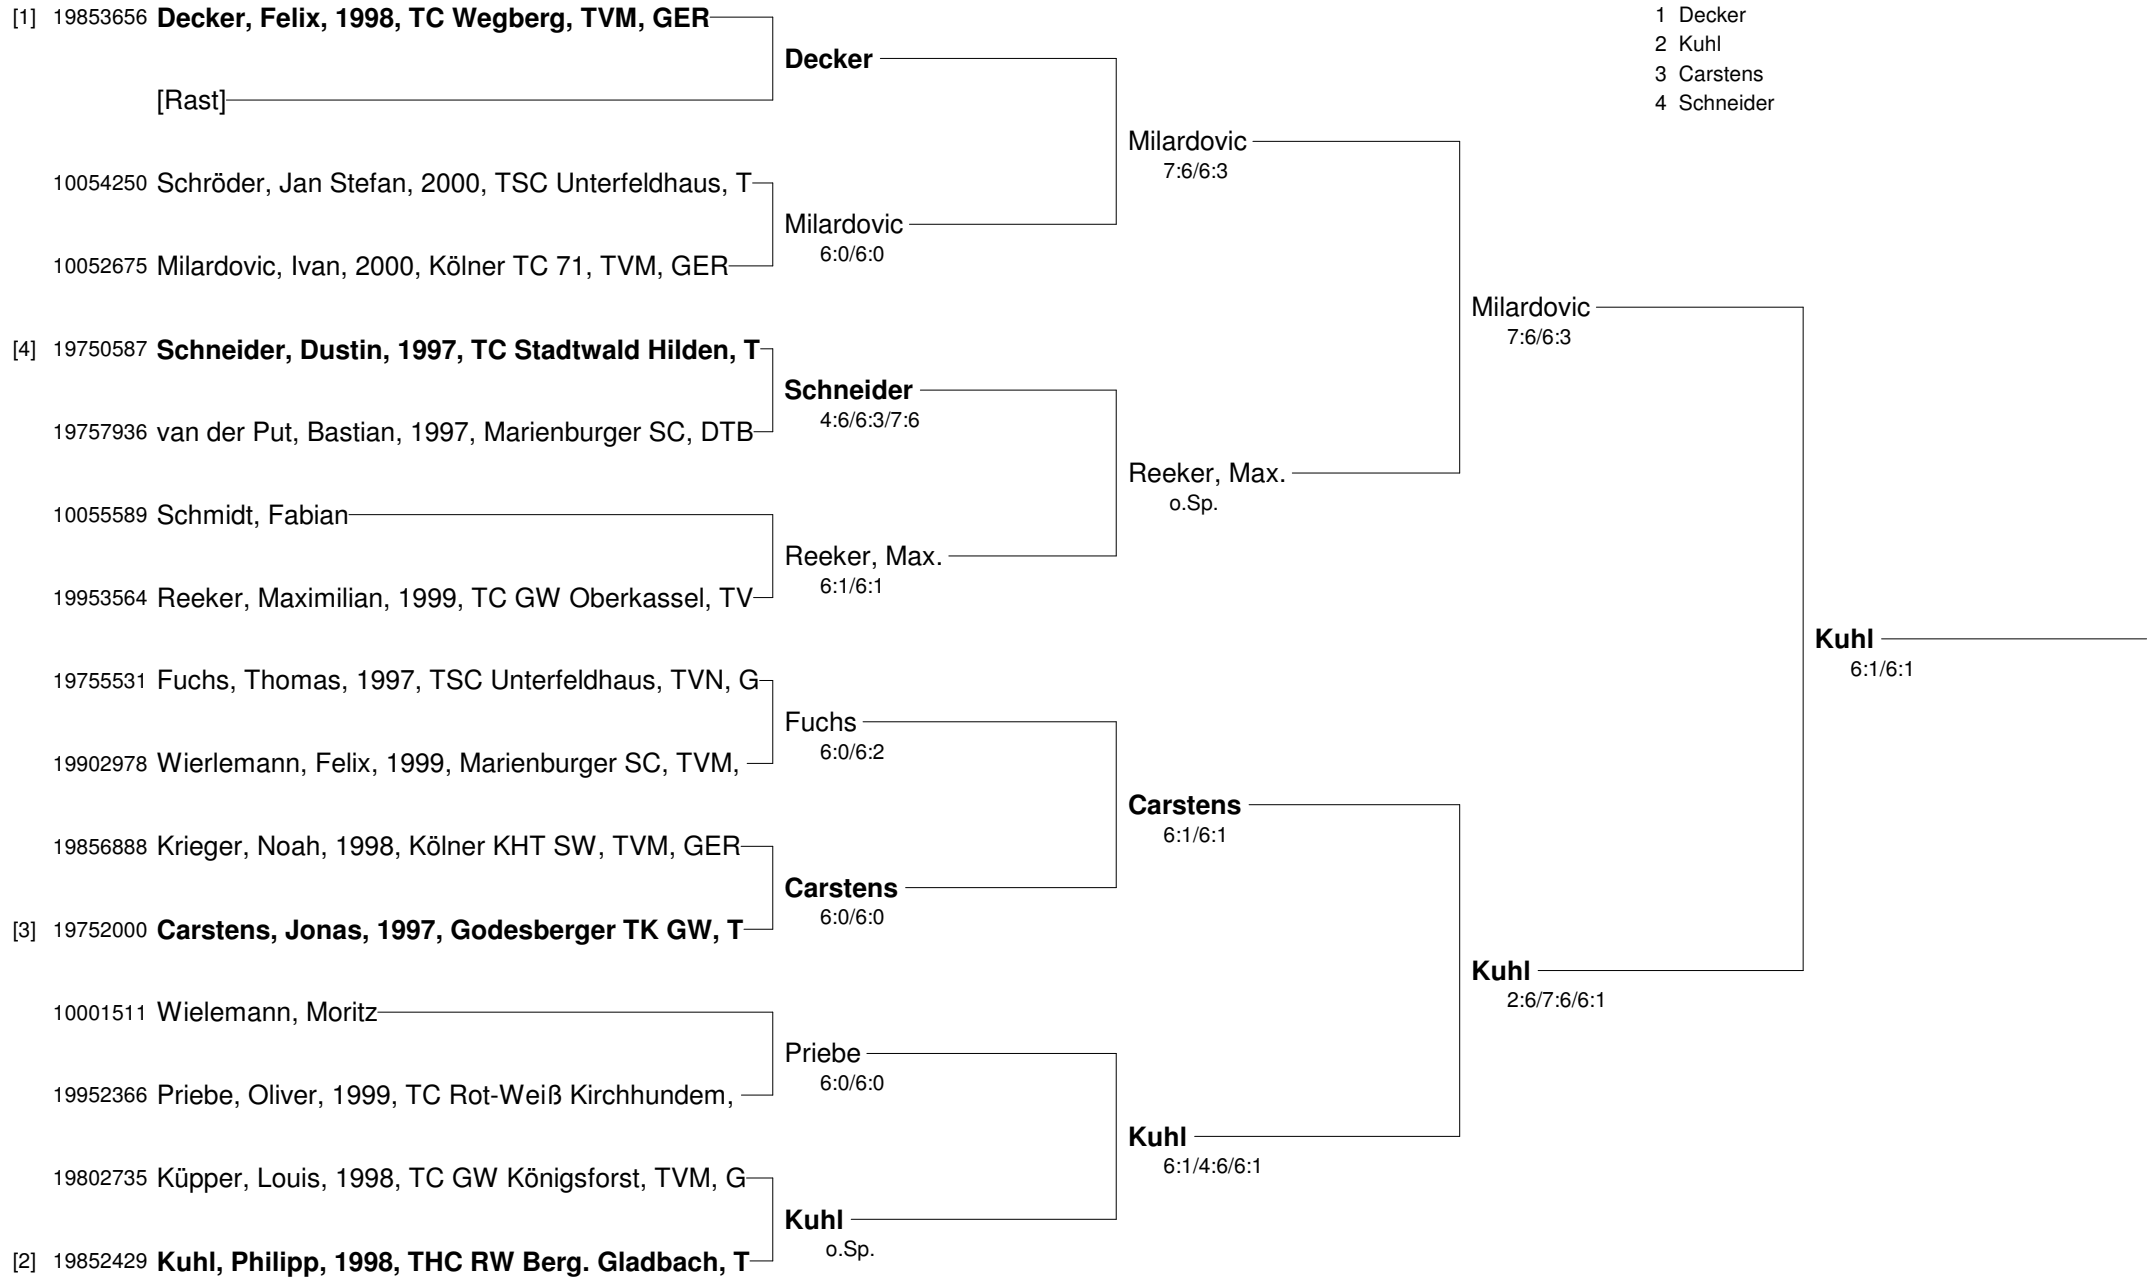 [1] 19853656 Decker, Felix, 1998, TC Wegberg, TVM, GER
[Rast]
10054250 Schröder, Jan Stefan, 2000, TSC Unterfeldhaus, T
10052675 Milardovic, Ivan, 2000, Kölner TC 71, TVM, GER
[4] 19750587 Schneider, Dustin, 1997, TC Stadtwald Hilden, T
19757936 van der Put, Bastian, 1997, Marienburger SC, DTB
10055589 Schmidt, Fabian
19953564 Reeker, Maximilian, 1999, TC GW Oberkassel, TV
19755531 Fuchs, Thomas, 1997, TSC Unterfeldhaus, TVN, G
19902978 Wierlemann, Felix, 1999, Marienburger SC, TVM,
19856888 Krieger, Noah, 1998, Kölner KHT SW, TVM, GER
[3] 19752000 Carstens, Jonas, 1997, Godesberger TK GW, T
10001511 Wielemann, Moritz
19952366 Priebe, Oliver, 1999, TC Rot-Weiß Kirchhundem,
19802735 Küpper, Louis, 1998, TC GW Königsforst, TVM, G
[2] 19852429 Kuhl, Philipp, 1998, THC RW Berg. Gladbach, T
Decker
Milardovic
6:0/6:0
Schneider
4:6/6:3/7:6
Reeker, Max.
6:1/6:1
Fuchs
6:0/6:2
Carstens
6:0/6:0
Priebe
6:0/6:0
Kuhl
o.Sp.
Milardovic
7:6/6:3
Reeker, Max.
o.Sp.
Carstens
6:1/6:1
Kuhl
6:1/4:6/6:1
Milardovic
7:6/6:3
Kuhl
2:6/7:6/6:1
Kuhl
6:1/6:1
1 Decker
2 Kuhl
3 Carstens
4 Schneider